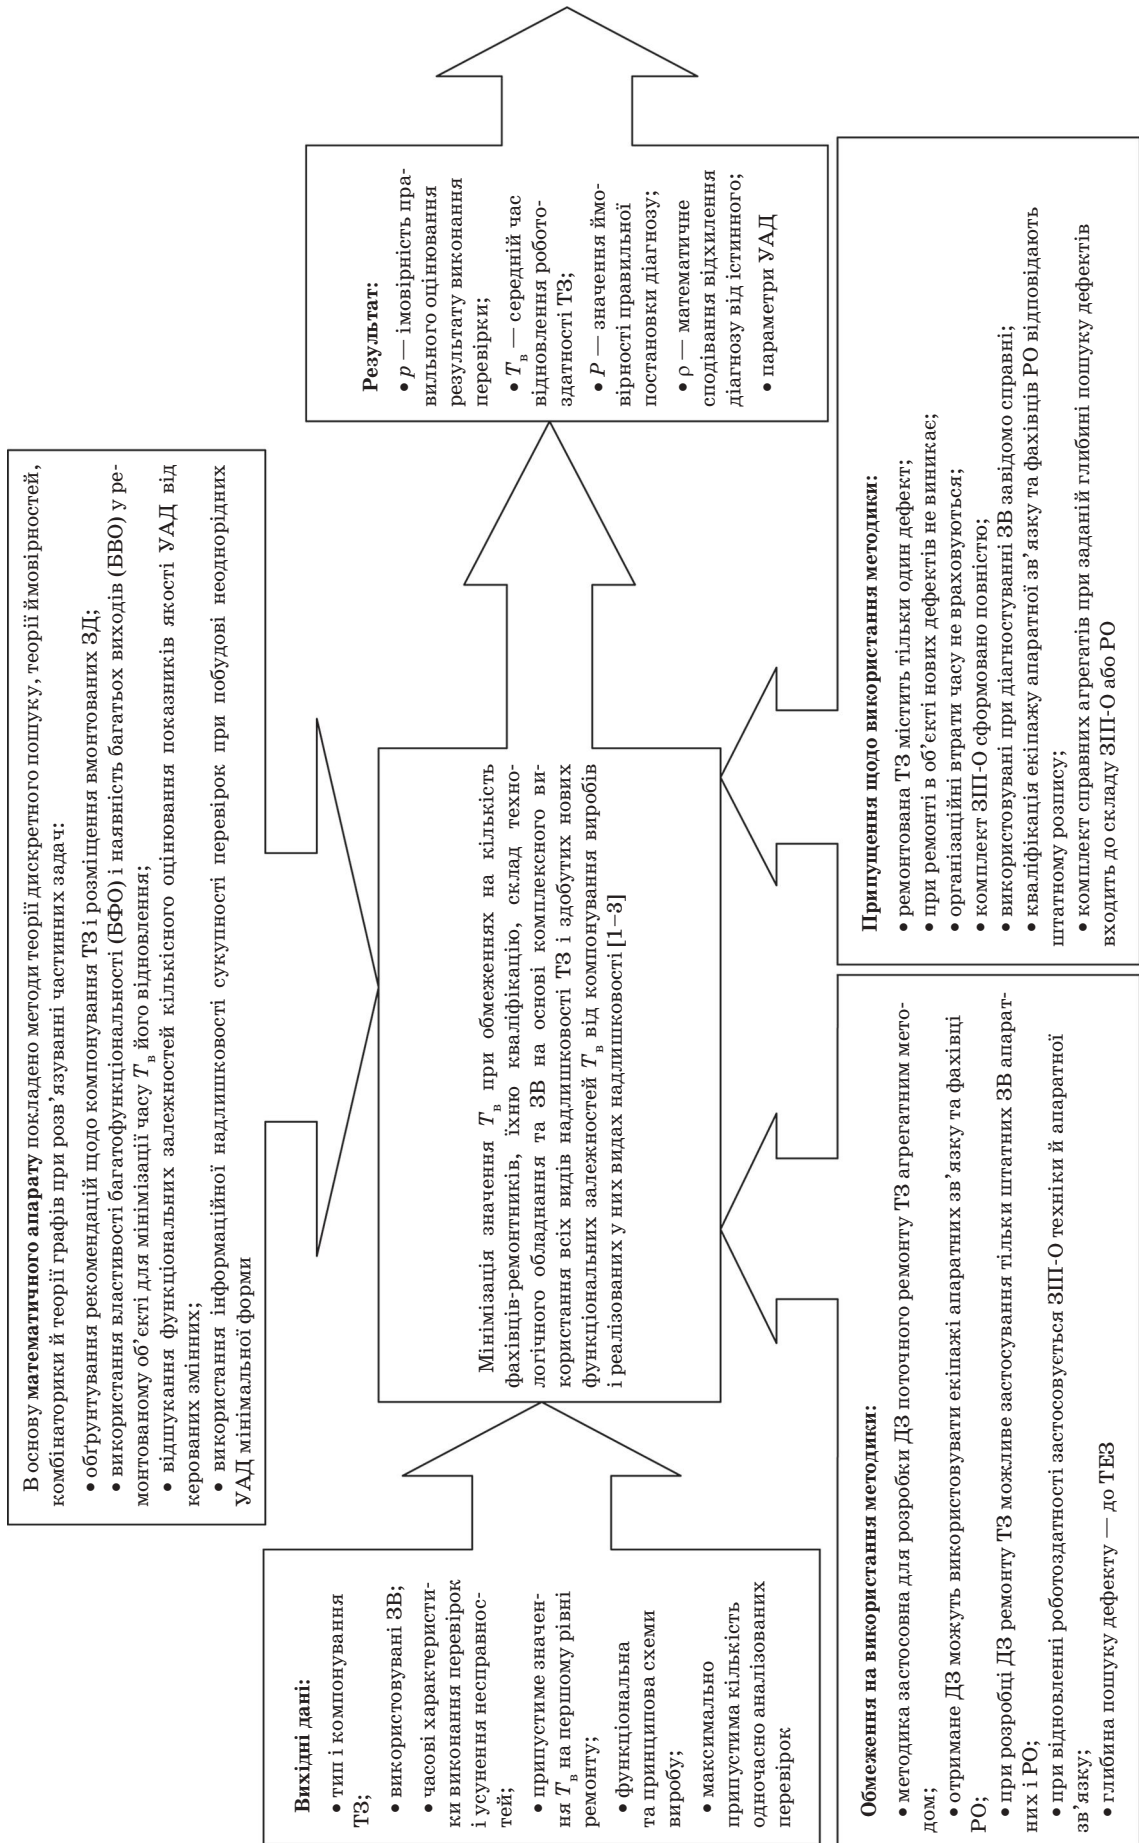 В основу математичного апарату покладено методи теорії дискретного пошуку, теорії ймовірностей,
комбінаторики й теорії графів при розв’язуванні частинних задач:
• обґрунтування рекомендацій щодо компонування ТЗ і розміщення вмонтованих ЗД;
• використання властивості багатофункціональності (БФО) і наявність багатьох виходів (БВО) у ре-
монтованому об’єкті для мінімізації часу Tв його відновлення;
• відшукання функціональних залежностей кількісного оцінювання показників якості УАД від
керованих змінних;
• використання інформаційної надлишковості сукупності перевірок при побудові неоднорідних
УАД мінімальної форми
Вихідні дані:
• тип і компонування
ТЗ;
• використовувані ЗВ;
• часові характеристи-
ки виконання перевірок
і усунення несправнос-
тей;
• припустиме значен-
ня Tв на першому рівні
ремонту;
• функціональна
та принципова схеми
виробу;
• максимально
припустима кількість
одночасно аналізованих
перевірок
Мінімізація значення Tв при обмеженнях на кількість
фахівців-ремонтників, їхню кваліфікацію, склад техно-
логічного обладнання та ЗВ на основі комплексного ви-
користання всіх видів надлишковості ТЗ і здобутих нових
функціональних залежностей Tв від компонування виробів
і реалізованих у них видах надлишковості [1–3]
Результат:
• p — імовірність пра-
вильного оцінювання
результату виконання
перевірки;
• Tв — середній час
відновлення робото-
здатності ТЗ;
• P — значення ймо-
вірності правильної
постановки діагнозу;
• ρ — математичне
сподівання відхилення
діагнозу від істинного;
• параметри УАД
Обмеження на використання методики:
• методика застосовна для розробки ДЗ поточного ремонту ТЗ агрегатним мето-
дом;
• отримане ДЗ можуть використовувати екіпажі апаратних зв’язку та фахівці
РО;
• при розробці ДЗ ремонту ТЗ можливе застосування тільки штатних ЗВ апарат-
них і РО;
• при відновленні робот­оздатності застосовується ЗІП-О техніки й апаратної
зв’язку;
• глибина пошуку дефекту — до ТЕЗ
Припущення щодо використання методики:
• ремонтована ТЗ містить тільки один дефект;
• при ремонті в об’єкті нових дефектів не виникає;
• організаційні втрати часу не враховуються;
• комплект ЗІП-О сформовано повністю;
• використовувані при діагностуванні ЗВ завідомо справні;
• кваліфікація екіпажу апаратної зв’язку та фахівців РО відповідають
штатному розпису;
• комплект справних агрегатів при заданій глибині пошуку дефектів
входить до складу ЗІП-О або РО